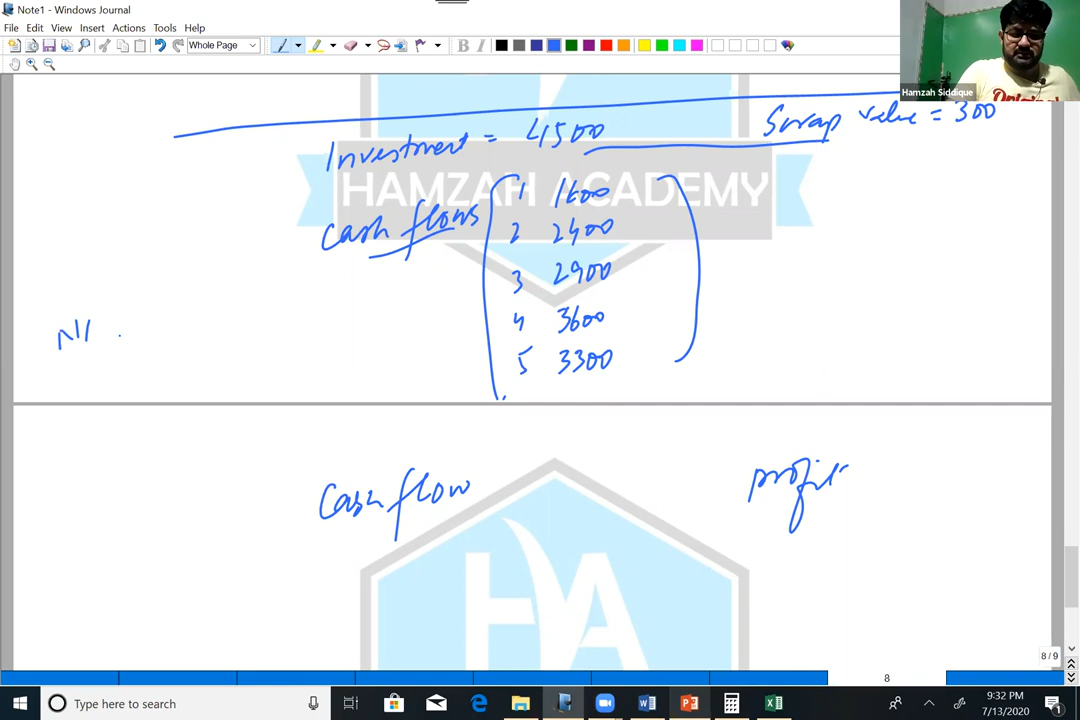 Note1 - Windows Journal
File Edit View Insert Actions Tools Help
Whole Page
B I
Hamzah Siddique
Scrap value = 300
Investment = 4500
HAMZAH ACADEMY
Cash flows
1 1600
2 2400
3 2900
4 3600
5 3300
Cash flow profit
HA
8/9
8
Type here to search
9:32 PM
7/13/2020
1